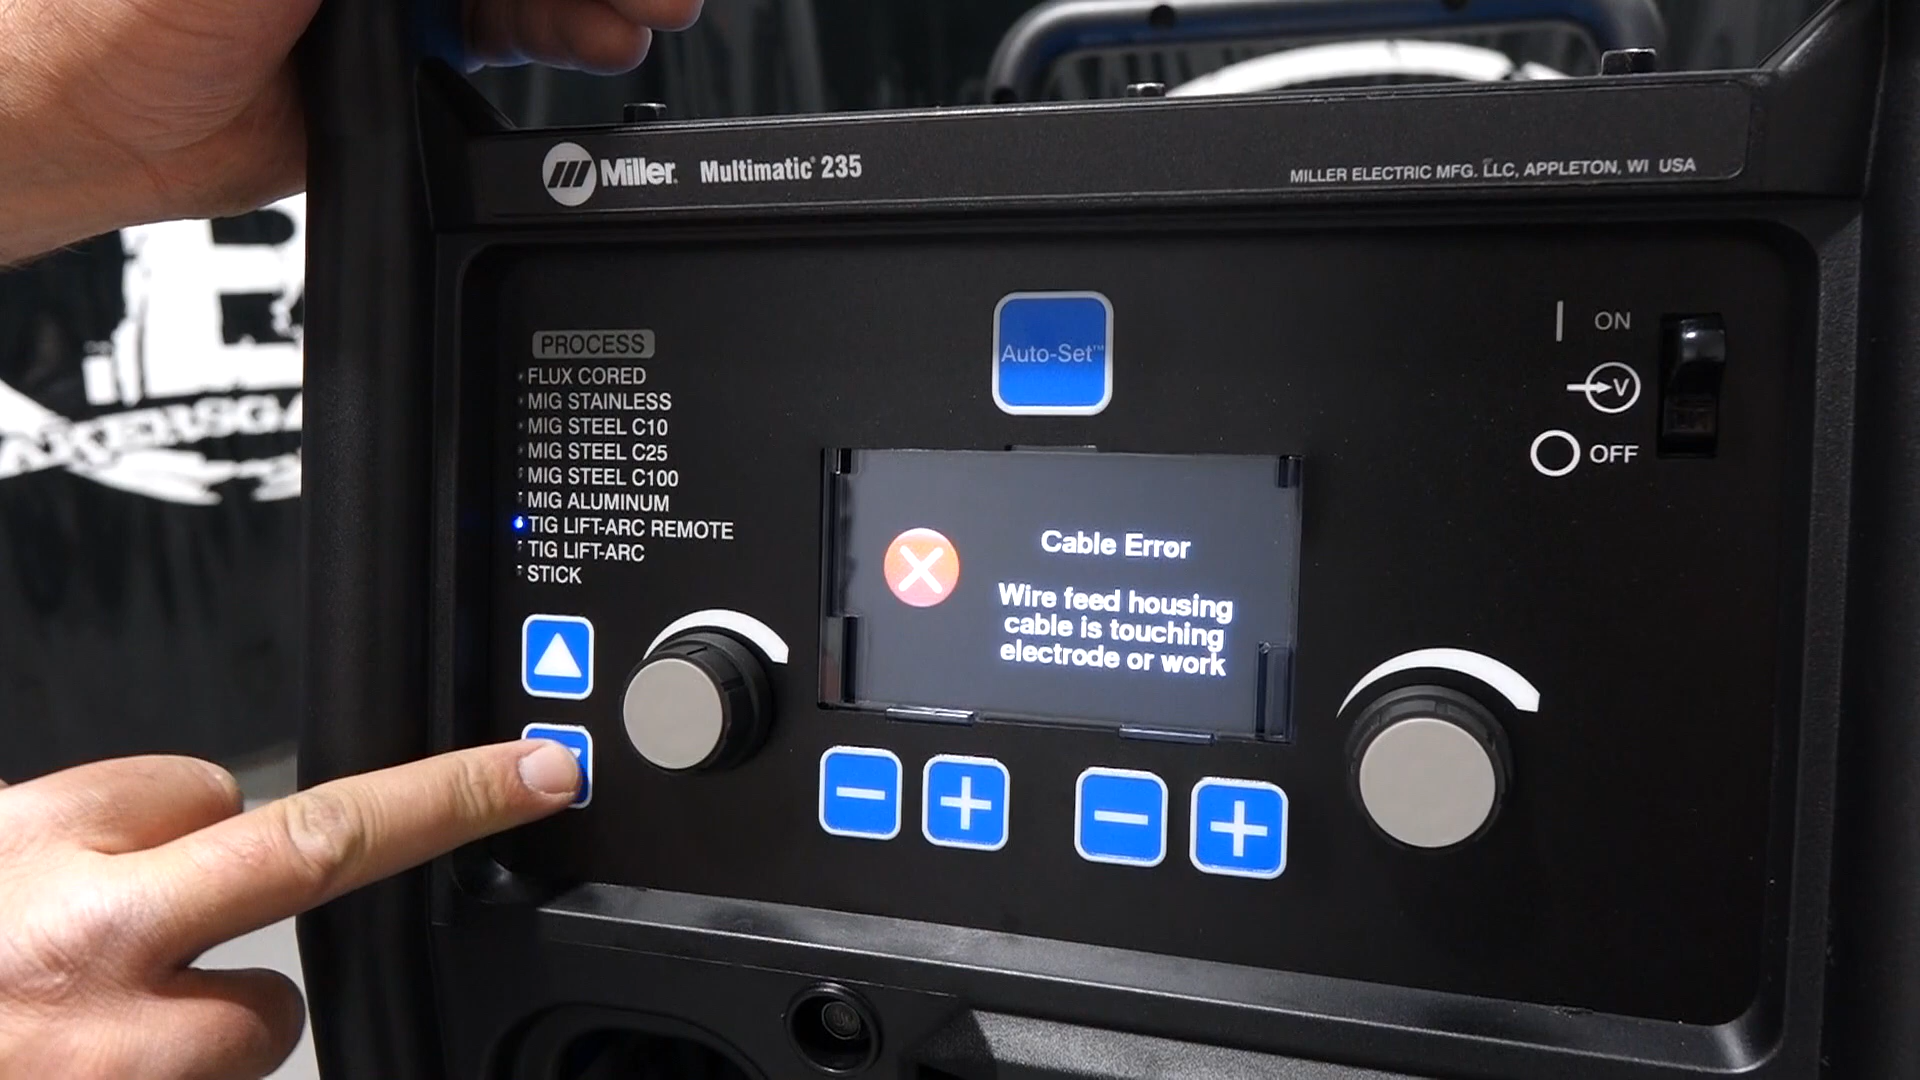 Miller® Multimatic® 235
MILLER ELECTRIC MFG. LLC, APPLETON, WI USA
Auto-Set™
PROCESS
FLUX CORED
MIG STAINLESS
MIG STEEL C10
MIG STEEL C25
MIG STEEL C100
MIG ALUMINUM
TIG LIFT-ARC REMOTE
TIG LIFT-ARC
STICK
Cable Error
Wire feed housing
cable is touching
electrode or work
ON
V
OFF